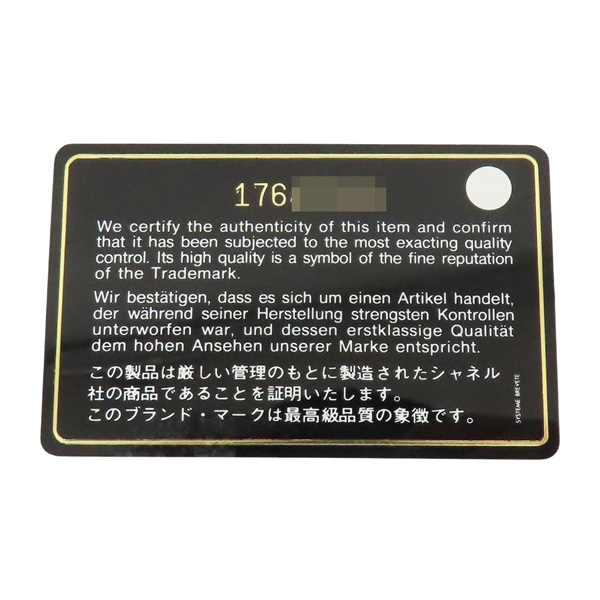 176
We certify the authenticity of this item and confirm
that it has been subjected to the most exacting quality
control. Its high quality is a symbol of the fine reputation
of the Trademark.
Wir bestätigen, dass es sich um einen Artikel handelt,
der während seiner Herstellung strengsten Kontrollen
unterworfen war, und dessen erstklassige Qualität
dem hohen Ansehen unserer Marke entspricht.
この製品は厳しい管理のもとに製造されたシャネル
社の商品であることを証明いたします。
このブランド・マークは最高級品質の象徴です。
SYSTEME BREVETE